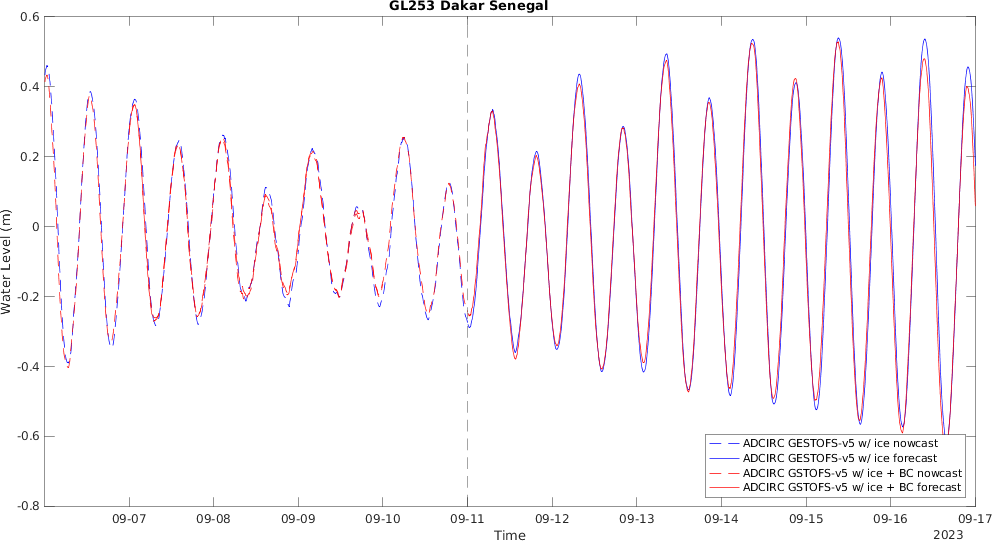 GL253 Dakar Senegal
0.6
0.4
0.2
0
-0.2
-0.4
-0.6
-0.8
Water Level (m)
ADCIRC GESTOFS-v5 w/ ice nowcast
ADCIRC GESTOFS-v5 w/ ice forecast
ADCIRC GSTOFS-v5 w/ ice + BC nowcast
ADCIRC GSTOFS-v5 w/ ice + BC forecast
09-07 09-08 09-09 09-10 09-11 09-12 09-13 09-14 09-15 09-16 09-17
Time
2023